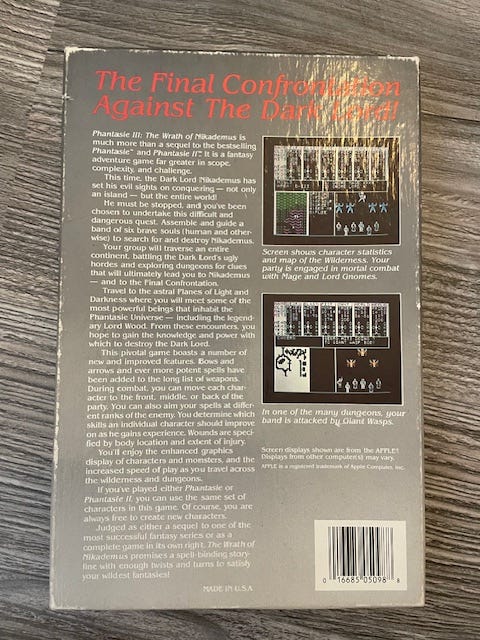 The Final Confrontation
Against The Dark Lord!
Phantasie III: The Wrath of Nikademus is
much more than a sequel to the bestselling
Phantasie™ and Phantasie II™. It is a fantasy
adventure game far greater in scope,
complexity, and challenge.
This time, the Dark Lord Nikademus has
set his evil sights on conquering — not only
an island — but the entire world!
He must be stopped, and you've been
chosen to undertake this difficult and
dangerous quest. Assemble and guide a
band of six brave souls (human and other-
wise) to search for and destroy Nikademus.
Your group will traverse an entire
continent, battling the Dark Lord's ugly
hordes and exploring dungeons for clues
that will ultimately lead you to Nikademus
— and to the Final Confrontation.
Travel to the astral Planes of Light and
Darkness where you will meet some of the
most powerful beings that inhabit the
Phantasie Universe — including the legend-
ary Lord Wood. From these encounters, you
hope to gain the knowledge and power with
which to destroy the Dark Lord.
This pivotal game boasts a number of
new and improved features. Bows and
arrows and ever more potent spells have
been added to the long list of weapons.
During combat, you can move each char-
acter to the front, middle, or back of the
party. You can also aim your spells at differ-
ent ranks of the enemy. You determine which
skills an individual character should improve
on as he gains experience. Wounds are spec-
ified by body location and extent of injury.
You'll enjoy the enhanced graphics
display of characters and monsters, and the
increased speed of play as you travel across
the wilderness and dungeons.
If you've played either Phantasie or
Phantasie II, you can use the same set of
characters in this game. Of course, you are
always free to create new characters.
Judged as either a sequel to one of the
most successful fantasy series or as a
complete game in its own right, The Wrath of
Nikademus promises a spell-binding story-
line with enough twists and turns to satisfy
your wildest fantasies!
Screen shows character statistics
and map of the Wilderness. Your
party is engaged in mortal combat
with Mage and Lord Gnomes.
In one of the many dungeons, your
band is attacked by Giant Wasps.
Screen displays shown are from the APPLE®.
Displays from other computer(s) may vary.
APPLE is a registered trademark of Apple Computer, Inc.
0 16685 05098 8
MADE IN U.S.A